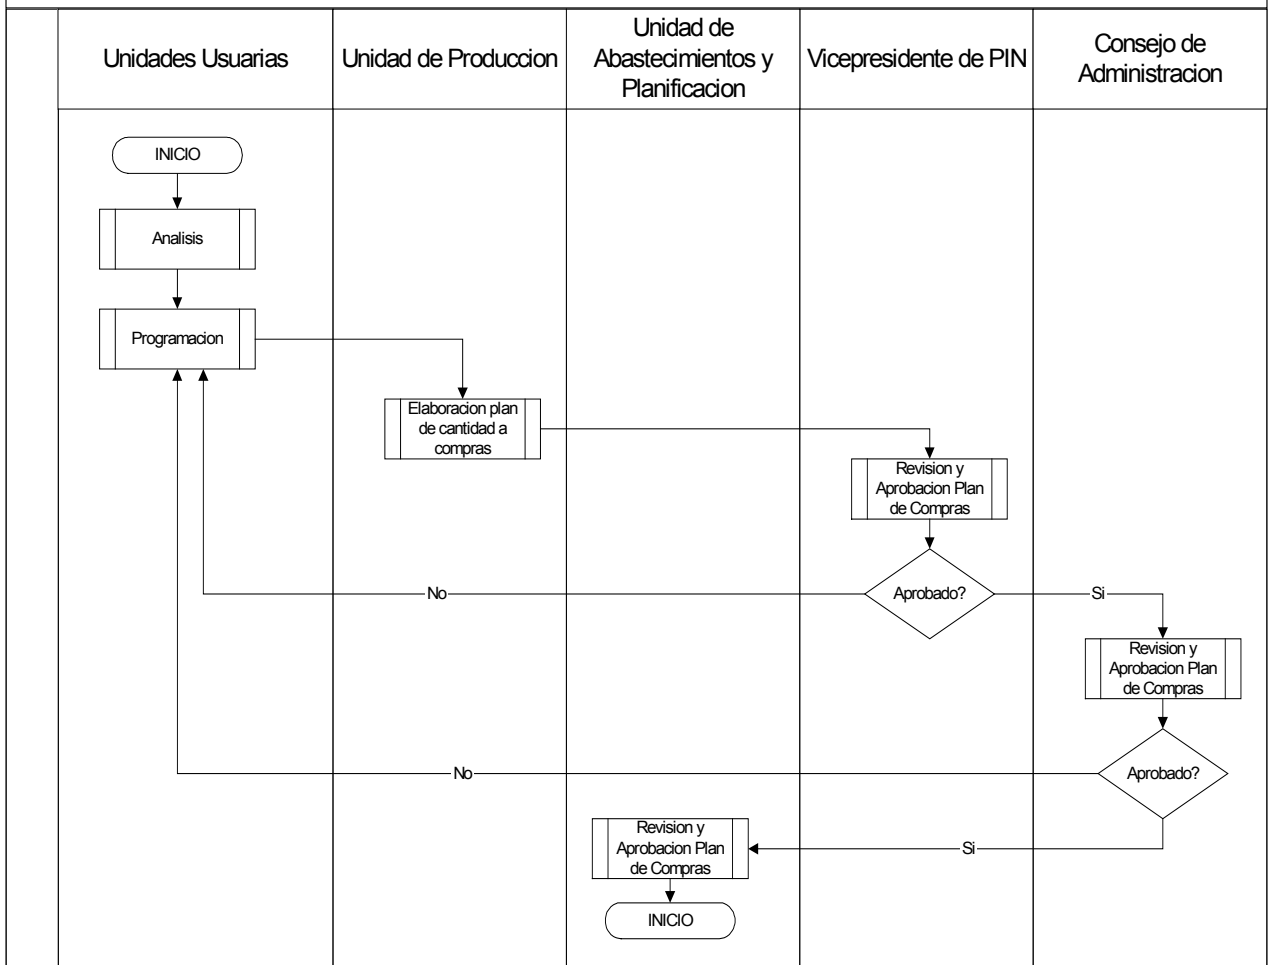 Unidades Usuarias
Unidad de Produccion
Unidad de
Abastecimientos y
Planificacion
Vicepresidente de PIN
Consejo de
Administracion
INICIO
Analisis
Programacion
Elaboracion plan
de cantidad a
compras
Revision y
Aprobacion Plan
de Compras
Aprobado?
No
Si
Revision y
Aprobacion Plan
de Compras
Aprobado?
No
Si
Revision y
Aprobacion Plan
de Compras
INICIO